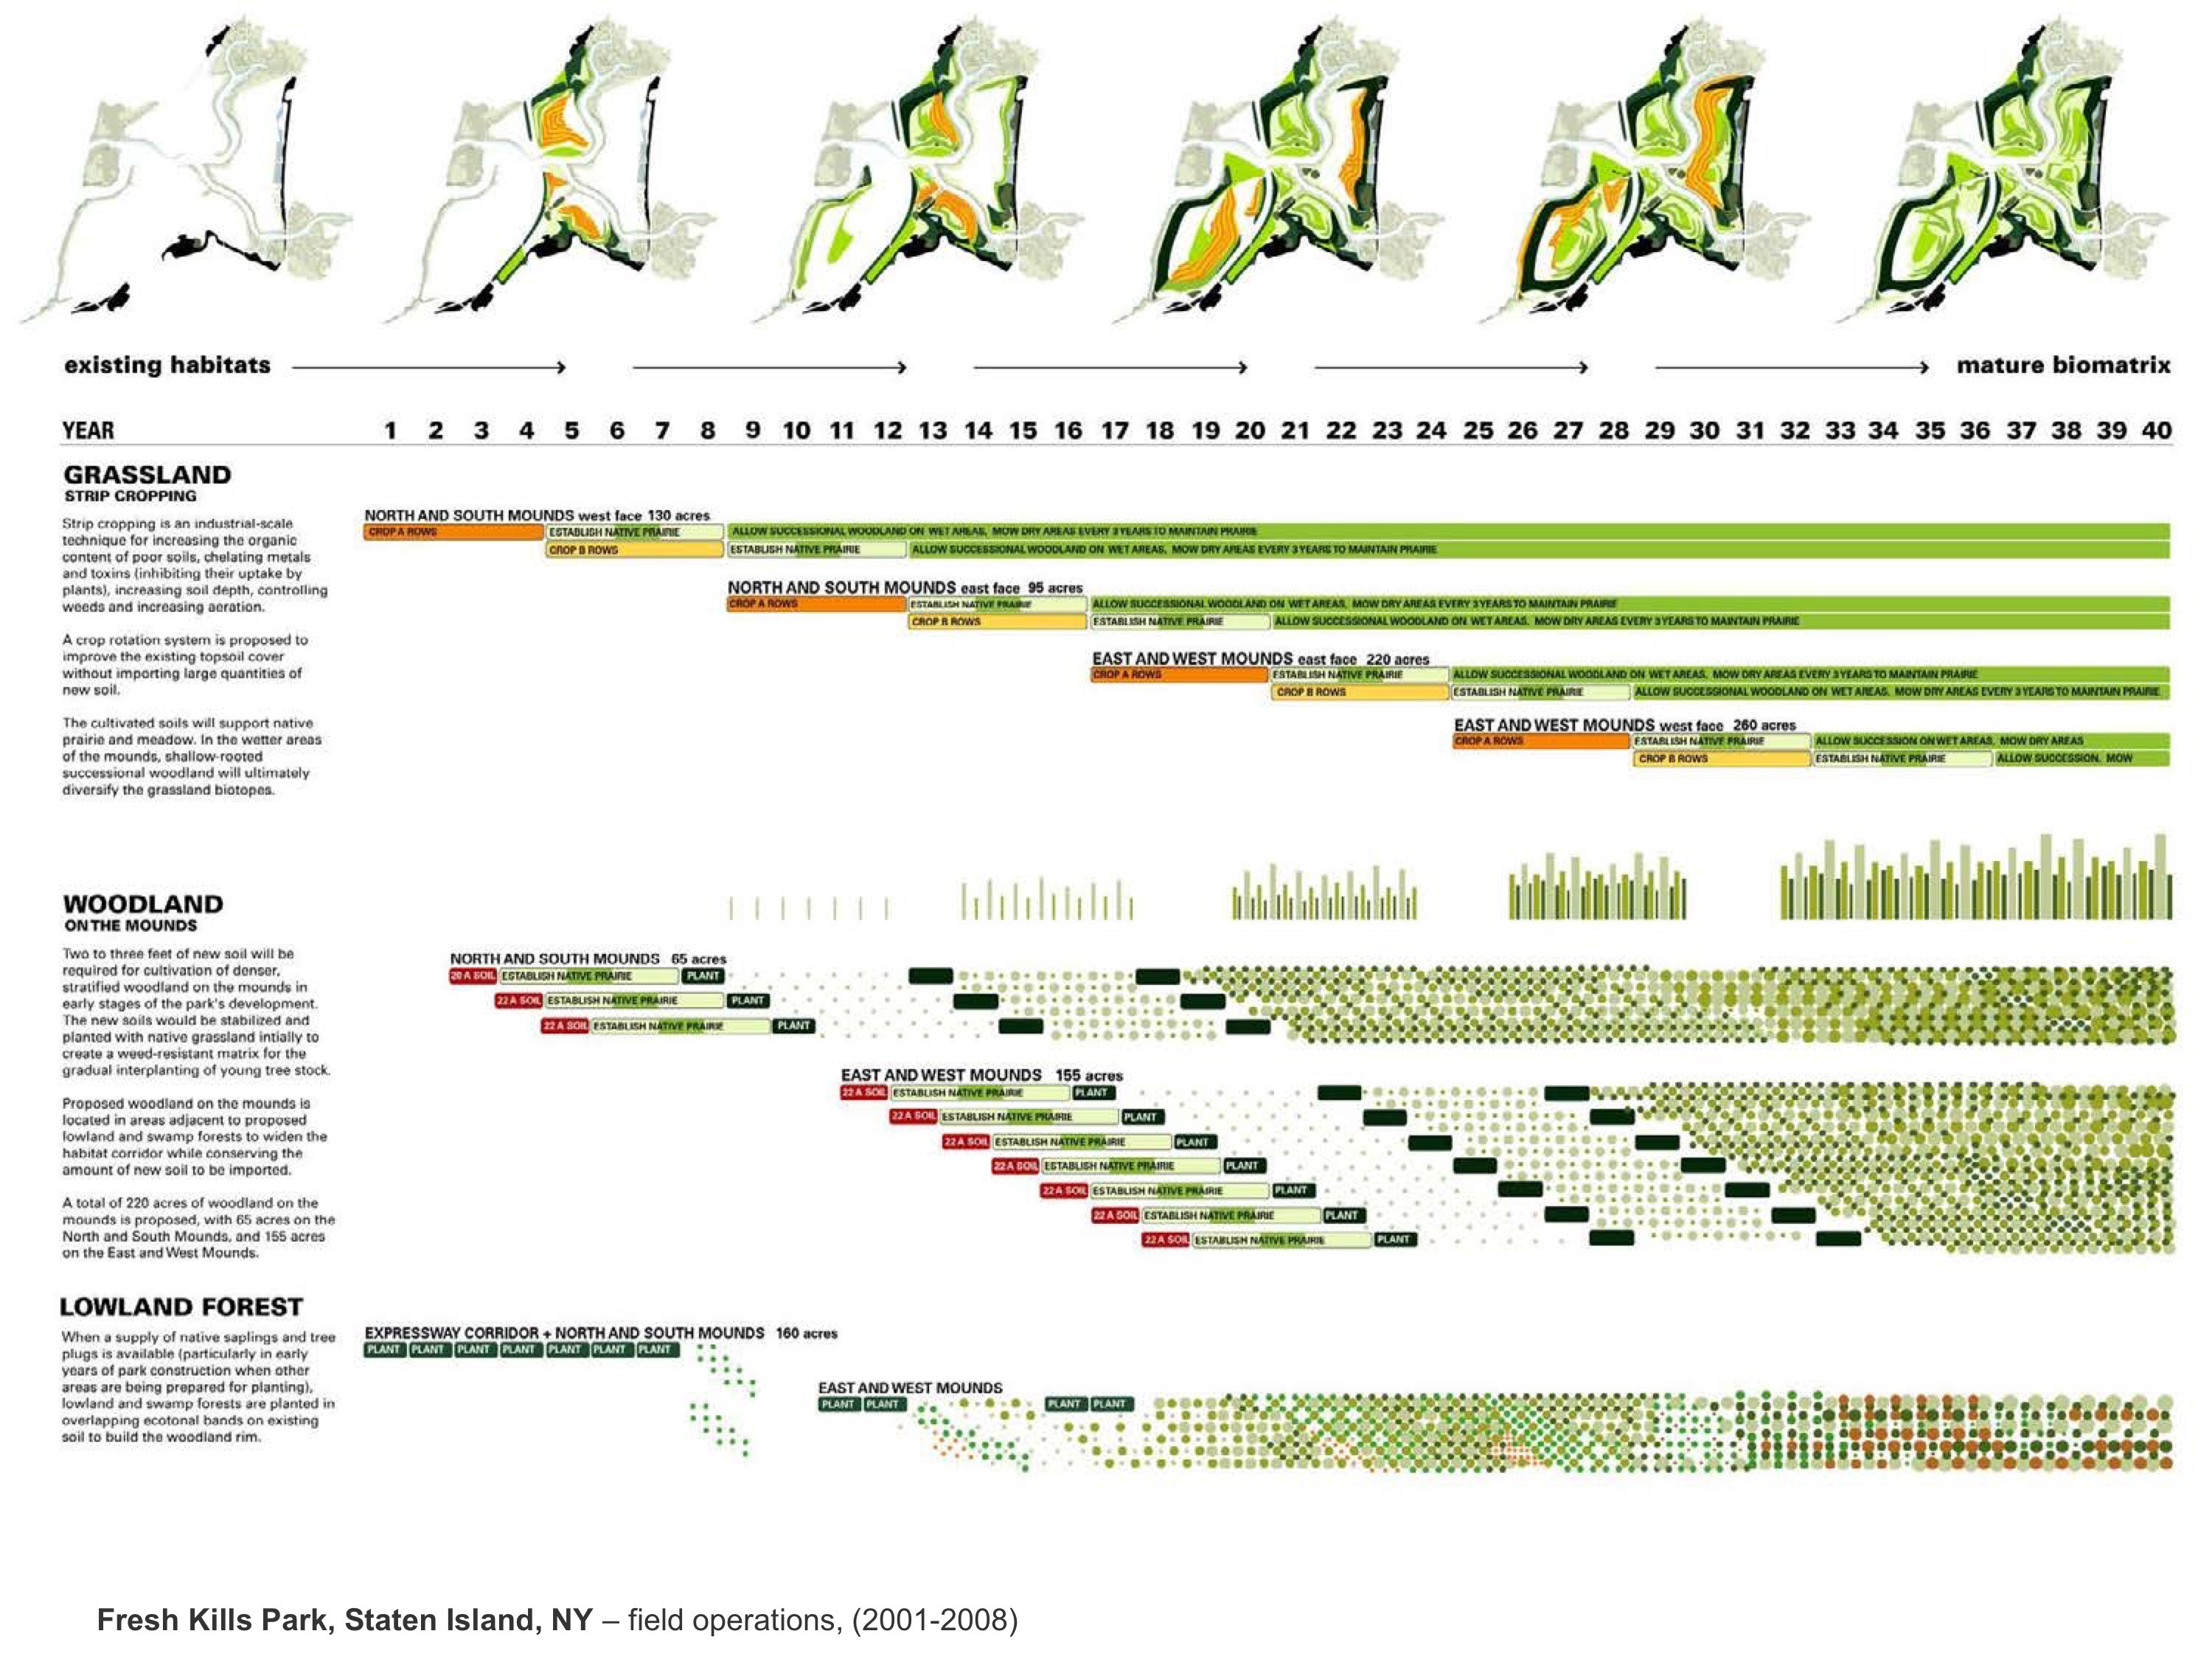 existing habitats
mature biomatrix
YEAR 1 2 3 4 5 6 7 8 9 10 11 12 13 14 15 16 17 18 19 20 21 22 23 24 25 26 27 28 29 30 31 32 33 34 35 36 37 38 39 40
GRASSLAND
STRIP CROPPING
Strip cropping is an industrial-scale
technique for increasing the organic
content of poor soils, chelating metals
and toxins (inhibiting their uptake by
plants), increasing soil depth, controlling
weeds and increasing aeration.
A crop rotation system is proposed to
improve the existing topsoil cover
without importing large quantities of
new soil.
The cultivated soils will support native
prairie and meadow. In the wetter areas
of the mounds, shallow-rooted
successional woodland will ultimately
diversify the grassland biotopes.
NORTH AND SOUTH MOUNDS west face 130 acres
CROP A ROWS ESTABLISH NATIVE PRAIRIE ALLOW SUCCESSIONAL WOODLAND ON WET AREAS, MOW DRY AREAS EVERY 3 YEARS TO MAINTAIN PRAIRIE
CROP B ROWS ESTABLISH NATIVE PRAIRIE ALLOW SUCCESSIONAL WOODLAND ON WET AREAS, MOW DRY AREAS EVERY 3 YEARS TO MAINTAIN PRAIRIE
NORTH AND SOUTH MOUNDS east face 95 acres
CROP A ROWS ESTABLISH NATIVE PRAIRIE ALLOW SUCCESSIONAL WOODLAND ON WET AREAS, MOW DRY AREAS EVERY 3 YEARS TO MAINTAIN PRAIRIE
CROP B ROWS ESTABLISH NATIVE PRAIRIE ALLOW SUCCESSIONAL WOODLAND ON WET AREAS. MOW DRY AREAS EVERY 3 YEARS TO MAINTAIN PRAIRIE
EAST AND WEST MOUNDS east face 220 acres
CROP A ROWS ESTABLISH NATIVE PRAIRIE ALLOW SUCCESSIONAL WOODLAND ON WET AREAS. MOW DRY AREAS EVERY 3 YEARS TO MAINTAIN PRAIRIE
CROP B ROWS ESTABLISH NATIVE PRAIRIE ALLOW SUCCESSIONAL WOODLAND ON WET AREAS. MOW DRY AREAS EVERY 3 YEARS TO MAINTAIN PRAIRIE
EAST AND WEST MOUNDS west face 260 acres
CROP A ROWS ESTABLISH NATIVE PRAIRIE ALLOW SUCCESSION ON WET AREAS, MOW DRY AREAS
CROP B ROWS ESTABLISH NATIVE PRAIRIE ALLOW SUCCESSION. MOW
WOODLAND
ON THE MOUNDS
Two to three feet of new soil will be
required for cultivation of denser,
stratified woodland on the mounds in
early stages of the park's development.
The new soils would be stabilized and
planted with native grassland intially to
create a weed-resistant matrix for the
gradual interplanting of young tree stock.
Proposed woodland on the mounds is
located in areas adjacent to proposed
lowland and swamp forests to widen the
habitat corridor while conserving the
amount of new soil to be imported.
A total of 220 acres of woodland on the
mounds is proposed, with 65 acres on the
North and South Mounds, and 155 acres
on the East and West Mounds.
NORTH AND SOUTH MOUNDS 65 acres
20 A SOIL ESTABLISH NATIVE PRAIRIE PLANT
22 A SOIL ESTABLISH NATIVE PRAIRIE PLANT
22 A SOIL ESTABLISH NATIVE PRAIRIE PLANT
EAST AND WEST MOUNDS 155 acres
22 A SOIL ESTABLISH NATIVE PRAIRIE PLANT
22 A SOIL ESTABLISH NATIVE PRAIRIE PLANT
22 A SOIL ESTABLISH NATIVE PRAIRIE PLANT
22 A SOIL ESTABLISH NATIVE PRAIRIE PLANT
22 A SOIL ESTABLISH NATIVE PRAIRIE PLANT
22 A SOIL ESTABLISH NATIVE PRAIRIE PLANT
22 A SOIL ESTABLISH NATIVE PRAIRIE PLANT
LOWLAND FOREST
When a supply of native saplings and tree
plugs is available (particularly in early
years of park construction when other
areas are being prepared for planting),
lowland and swamp forests are planted in
overlapping ecotonal bands on existing
soil to build the woodland rim.
EXPRESSWAY CORRIDOR + NORTH AND SOUTH MOUNDS 160 acres
PLANT PLANT PLANT PLANT PLANT PLANT PLANT
EAST AND WEST MOUNDS
PLANT PLANT PLANT PLANT
Fresh Kills Park, Staten Island, NY – field operations, (2001-2008)